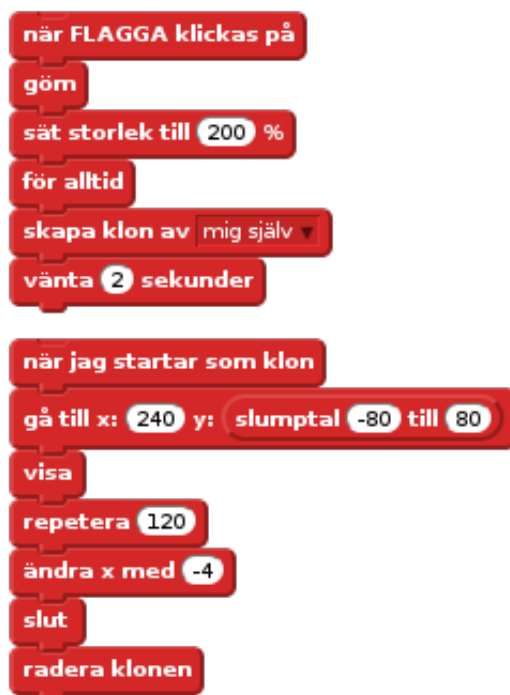 när FLAGGA klickas på
göm
sät storlek till 200 %
för alltid
skapa klon av mig själv
vänta 2 sekunder
när jag startar som klon
gå till x: 240 y: slumptal -80 till 80
visa
repetera 120
ändra x med -4
slut
radera klonen